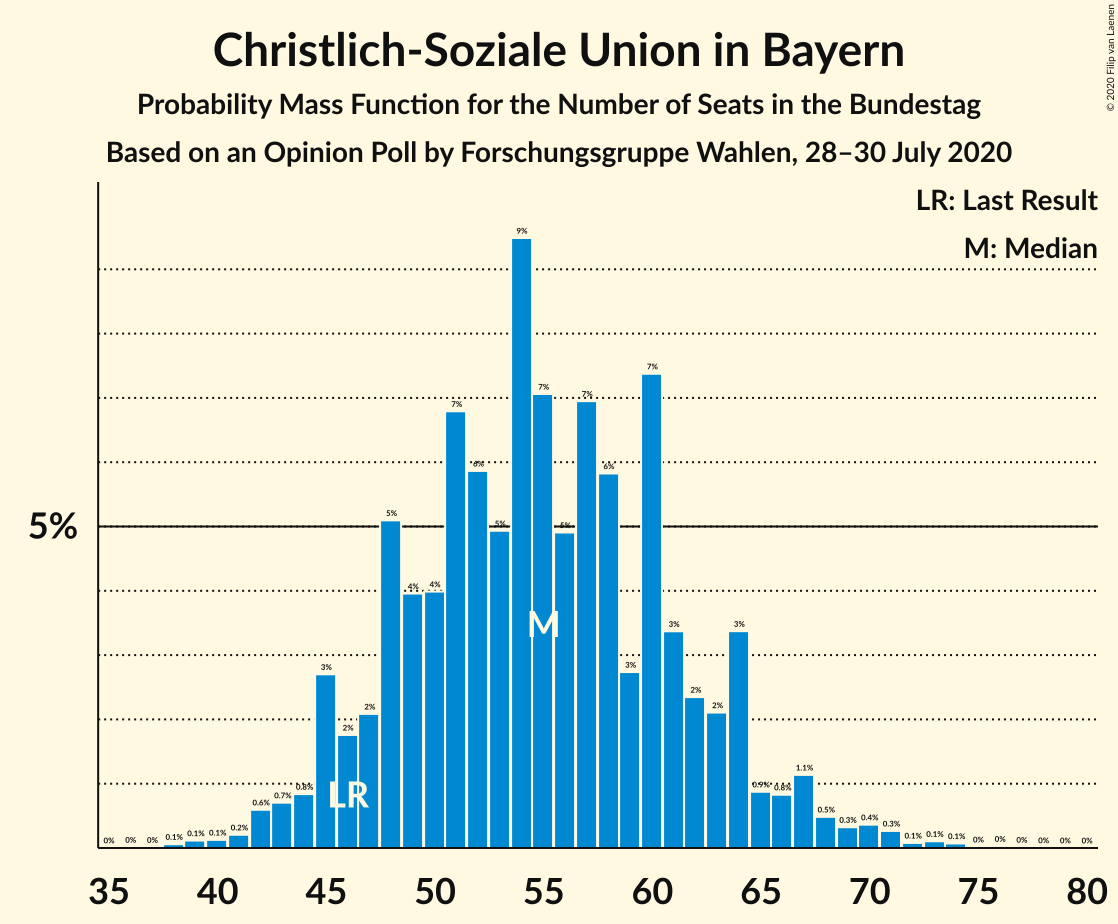 Christlich-Soziale Union in Bayern
Probability Mass Function for the Number of Seats in the Bundestag
Based on an Opinion Poll by Forschungsgruppe Wahlen, 28–30 July 2020
© 2020 Filip van Laenen
LR: Last Result
M: Median
5%
0% 0% 0% 0.1% 0.1% 0.1% 0.2% 0.6% 0.7% 0.8% 3% 2% 2% 5% 4% 4% 7% 6% 5% 9% 7% 5% 7% 6% 3% 7% 3% 2% 2% 3% 0.9% 0.8% 1.1% 0.5% 0.3% 0.4% 0.3% 0.1% 0.1% 0.1% 0% 0% 0% 0% 0% 0%
M
LR
35 40 45 50 55 60 65 70 75 80